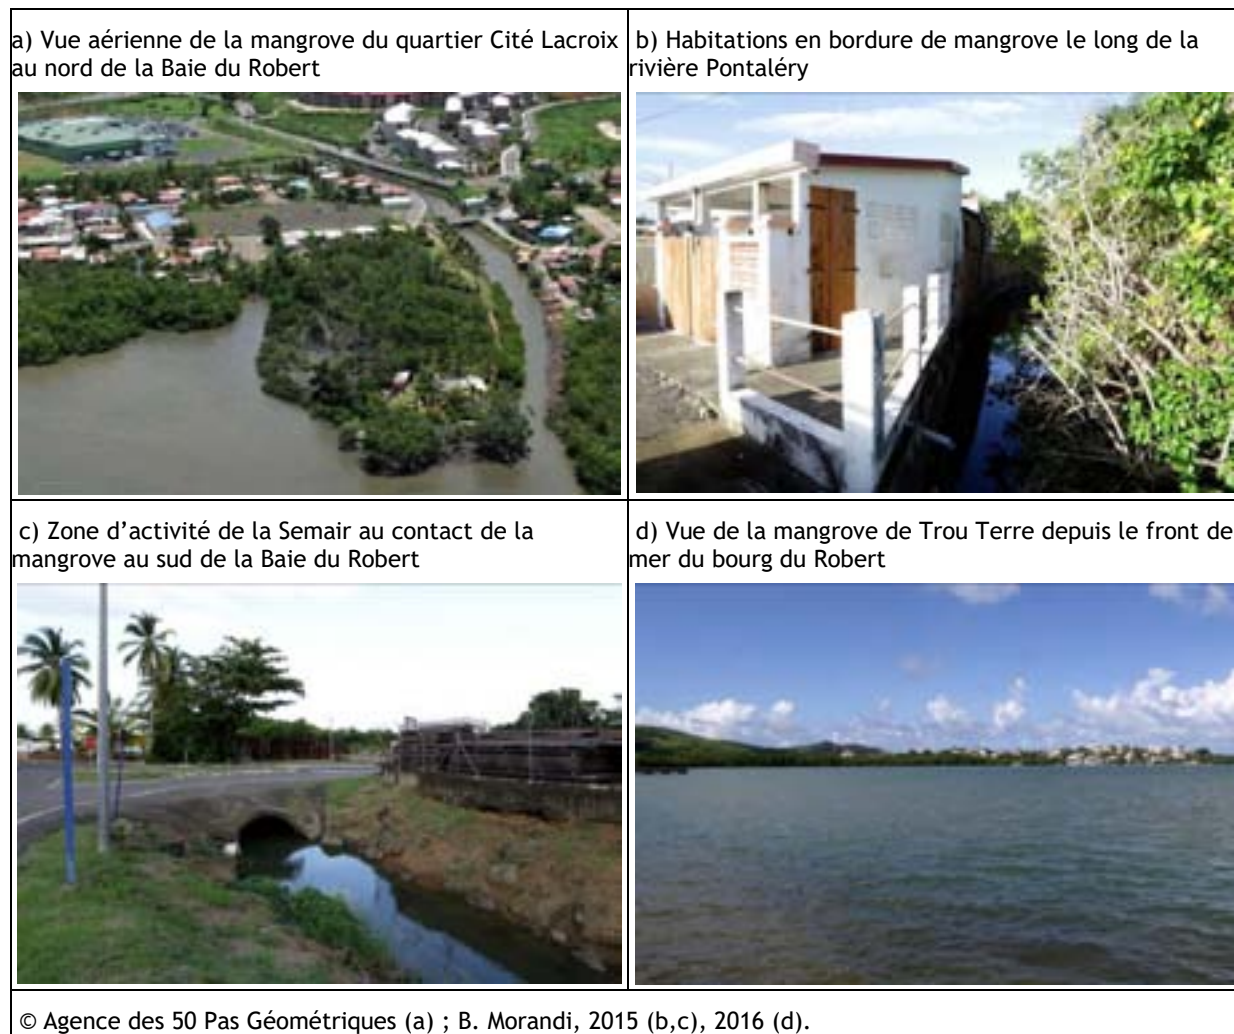 a) Vue aérienne de la mangrove du quartier Cité Lacroix
au nord de la Baie du Robert
b) Habitations en bordure de mangrove le long de la
rivière Pontaléry
c) Zone d’activité de la Semair au contact de la
mangrove au sud de la Baie du Robert
d) Vue de la mangrove de Trou Terre depuis le front de
mer du bourg du Robert
© Agence des 50 Pas Géométriques (a) ; B. Morandi, 2015 (b,c), 2016 (d).